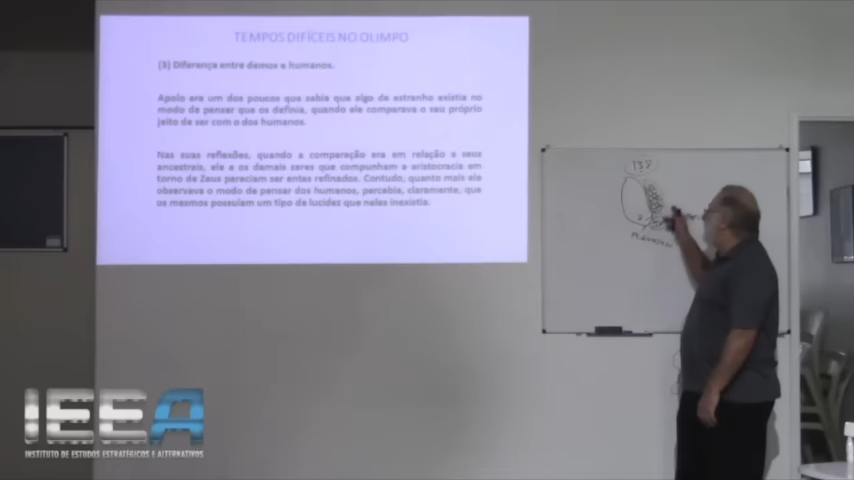 TEMPOS DIFÍCEIS NO OLIMPO
(3) Diferença entre demos e humanos.
Apolo era um dos poucos que sabia que algo de estranho existia no
modo de pensar que os definia, quando ele comparava o seu próprio
jeito de ser com o dos humanos.
Nas suas reflexões, quando a comparação era em relação a seus
ancestrais, ele e os demais seres que compunham a aristocracia em
torno de Zeus pareciam ser entes refinados. Contudo, quanto mais ele
observava o modo de pensar dos humanos, percebia, claramente, que
os mesmos possuíam um tipo de lucidez que neles inexistia.
138
IEEA
INSTITUTO DE ESTUDOS ESTRATÉGICOS E ALTERNATIVOS